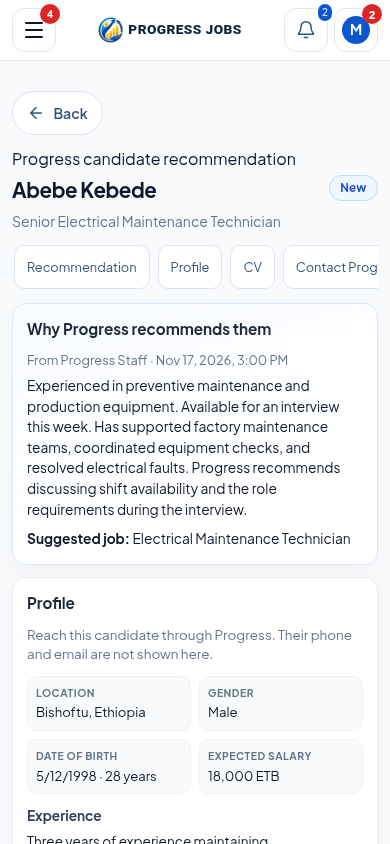 4
PROGRESS JOBS
2
M
2
Back
Progress candidate recommendation
Abebe Kebede
New
Senior Electrical Maintenance Technician
Recommendation
Profile
CV
Contact Prog
Why Progress recommends them
From Progress Staff · Nov 17, 2026, 3:00 PM
Experienced in preventive maintenance and
production equipment. Available for an interview
this week. Has supported factory maintenance
teams, coordinated equipment checks, and
resolved electrical faults. Progress recommends
discussing shift availability and the role
requirements during the interview.
Suggested job: Electrical Maintenance Technician
Profile
Reach this candidate through Progress. Their phone
and email are not shown here.
LOCATION
Bishoftu, Ethiopia
GENDER
Male
DATE OF BIRTH
5/12/1998 · 28 years
EXPECTED SALARY
18,000 ETB
Experience
Three years of experience maintaining